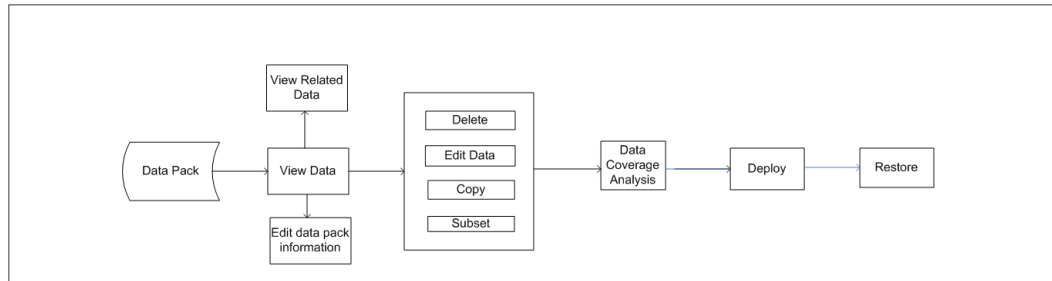 View Related
Data
Data Pack
View Data
Edit data pack
information
Delete
Edit Data
Copy
Subset
Data
Coverage
Analysis
Deploy
Restore